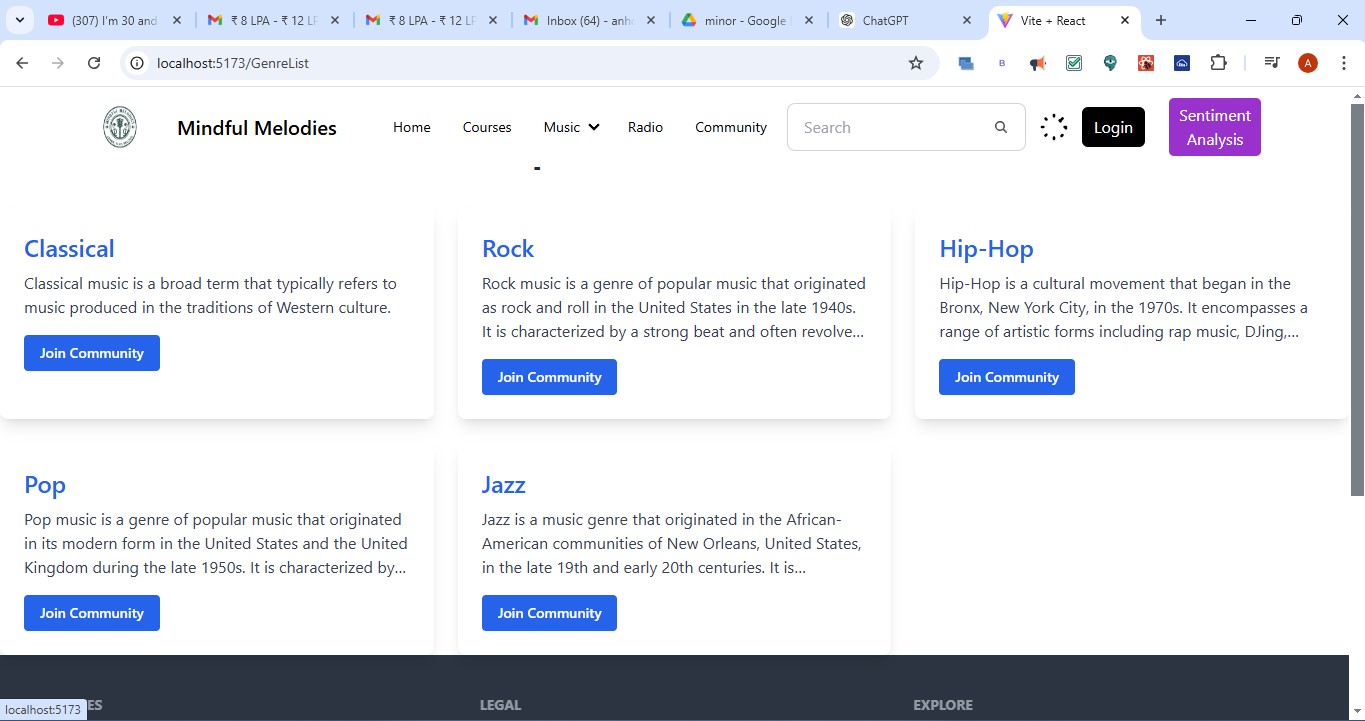 (307) I'm 30 and
₹ 8 LPA - ₹ 12 LF
₹ 8 LPA - ₹ 12 LF
Inbox (64) - anho
minor - Google
ChatGPT
Vite + React
localhost:5173/GenreList
B
A
Mindful Melodies
Home
Courses
Music
Radio
Community
Search
Login
Sentiment
Analysis
-
Classical
Classical music is a broad term that typically refers to
music produced in the traditions of Western culture.
Join Community
Rock
Rock music is a genre of popular music that originated
as rock and roll in the United States in the late 1940s.
It is characterized by a strong beat and often revolve...
Join Community
Hip-Hop
Hip-Hop is a cultural movement that began in the
Bronx, New York City, in the 1970s. It encompasses a
range of artistic forms including rap music, DJing,...
Join Community
Pop
Pop music is a genre of popular music that originated
in its modern form in the United States and the United
Kingdom during the late 1950s. It is characterized by...
Join Community
Jazz
Jazz is a music genre that originated in the African-
American communities of New Orleans, United States,
in the late 19th and early 20th centuries. It is...
Join Community
ES
LEGAL
EXPLORE
localhost:5173